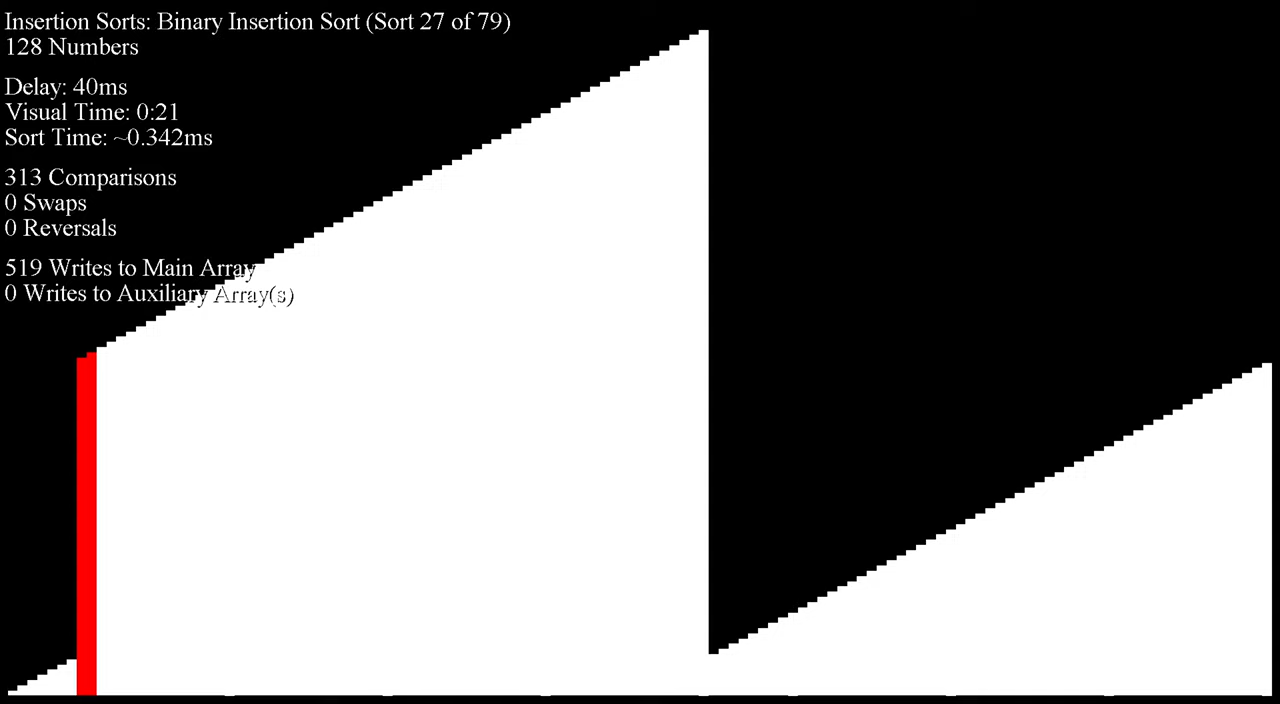 Insertion Sorts: Binary Insertion Sort (Sort 27 of 79)
128 Numbers
Delay: 40ms
Visual Time: 0:21
Sort Time: ~0.342ms
313 Comparisons
0 Swaps
0 Reversals
519 Writes to Main Array
0 Writes to Auxiliary Array(s)